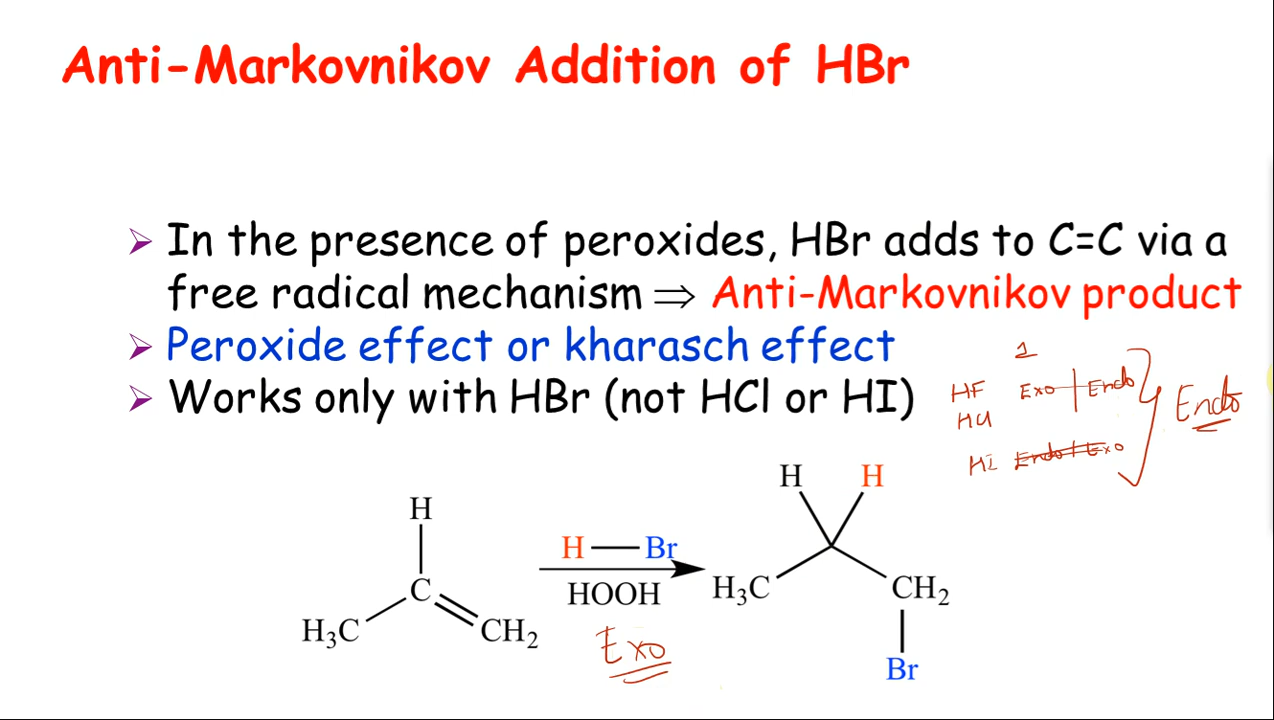 Anti-Markovnikov Addition of HBr
➢ In the presence of peroxides, HBr adds to C=C via a
free radical mechanism ⇒ Anti-Markovnikov product
➢ Peroxide effect or kharasch effect
➢ Works only with HBr (not HCl or HI)
1
HF Exo | Endo
HCl
HI Endo | Exo
Endo
H
C
H₃C
CH₂
H — Br
HOOH
Exo
H H
H₃C
CH₂
Br